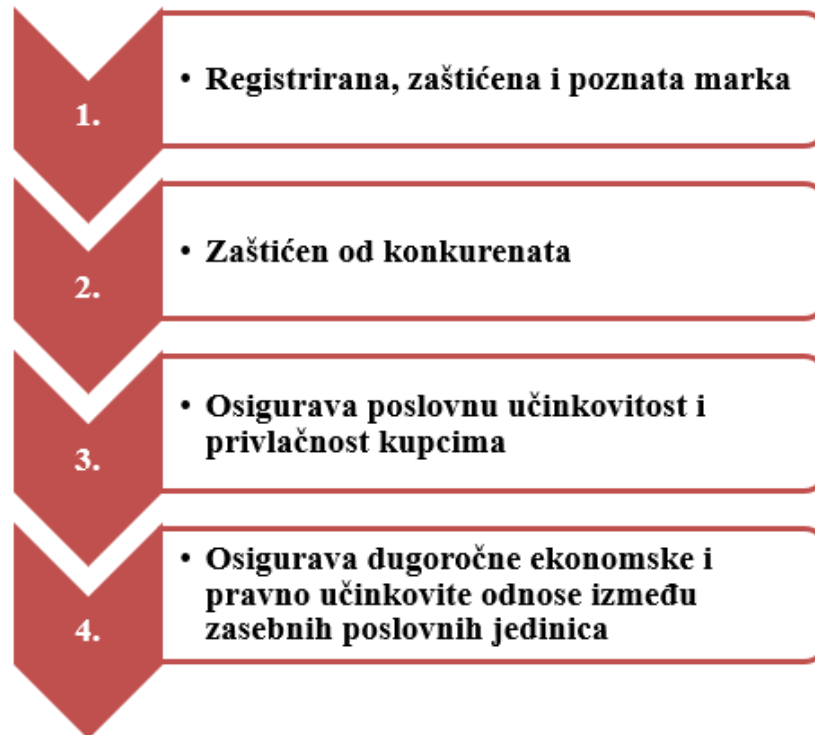 1.
• Registrirana, zaštićena i poznata marka
2.
• Zaštićen od konkurenata
3.
• Osigurava poslovnu učinkovitost i
privlačnost kupcima
4.
• Osigurava dugoročne ekonomske i
pravno učinkovite odnose između
zasebnih poslovnih jedinica